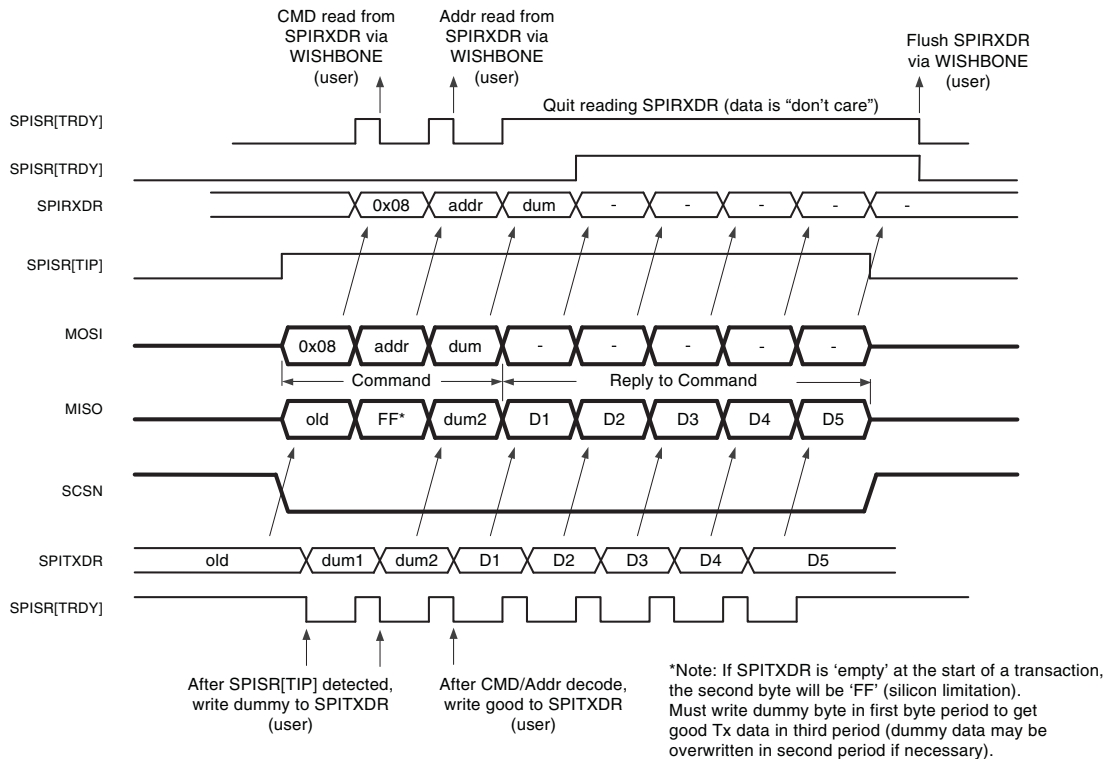 CMD read from
SPIRXDR via
WISHBONE
(user)
Addr read from
SPIRXDR via
WISHBONE
(user)
Flush SPIRXDR
via WISHBONE
(user)
Quit reading SPIRXDR (data is “don’t care”)
SPISR[TRDY]
SPISR[TRDY]
SPIRXDR 0x08 addr dum - - - - -
SPISR[TIP]
MOSI 0x08 addr dum - - - - -
Command Reply to Command
MISO old FF* dum2 D1 D2 D3 D4 D5
SCSN
SPITXDR old dum1 dum2 D1 D2 D3 D4 D5
SPISR[TRDY]
After SPISR[TIP] detected,
write dummy to SPITXDR
(user)
After CMD/Addr decode,
write good to SPITXDR
(user)
*Note: If SPITXDR is ‘empty’ at the start of a transaction,
the second byte will be ‘FF’ (silicon limitation).
Must write dummy byte in first byte period to get
good Tx data in third period (dummy data may be
overwritten in second period if necessary).